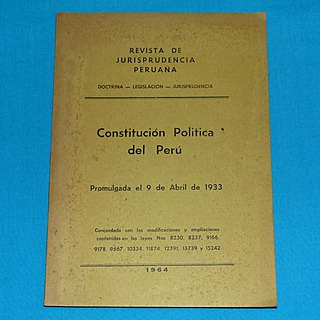 REVISTA DE
JURISPRUDENCIA
PERUANA
DOCTRINA — LEGISLACION — JURISPRUDENCIA
Constitución Politica
del Perú
Promulgada el 9 de Abril de 1933
Concordada con las modificaciones y ampliaciones
contenidas en las leyes Nos. 8230, 8237, 9166,
9178, 9667, 10334, 11874, 12391, 13739 y 15242
1964